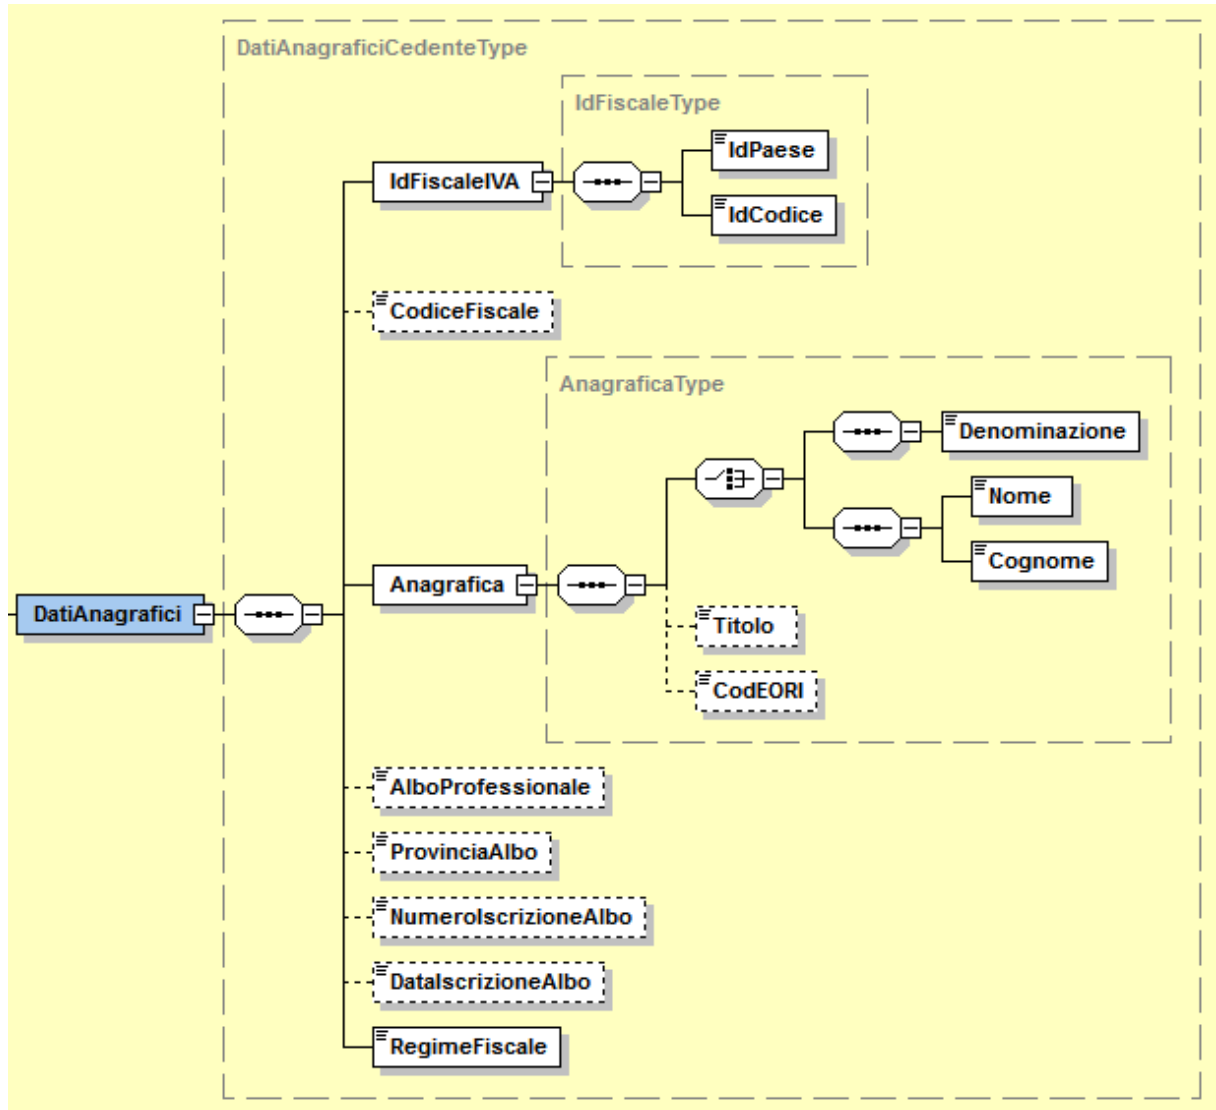 DatiAnagraficiCedenteType
IdFiscaleType
IdPaese
IdFiscaleIVA
IdCodice
CodiceFiscale
AnagraficaType
Denominazione
Nome
Cognome
Anagrafica
DatiAnagrafici
Titolo
CodEORI
AlboProfessionale
ProvinciaAlbo
NumeroIscrizioneAlbo
DataIscrizioneAlbo
RegimeFiscale